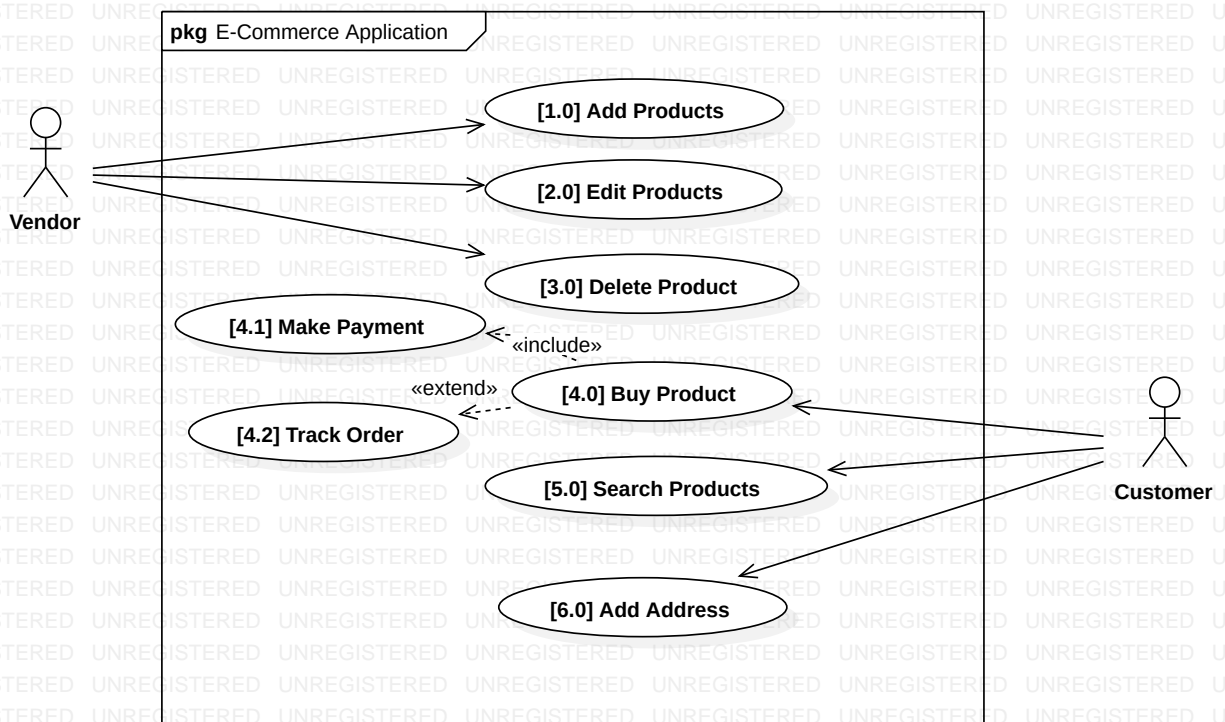 pkg E-Commerce Application
[1.0] Add Products
[2.0] Edit Products
Vendor
[3.0] Delete Product
[4.1] Make Payment
«include»
«extend»
[4.0] Buy Product
[4.2] Track Order
[5.0] Search Products
Customer
[6.0] Add Address
UNREGISTERED